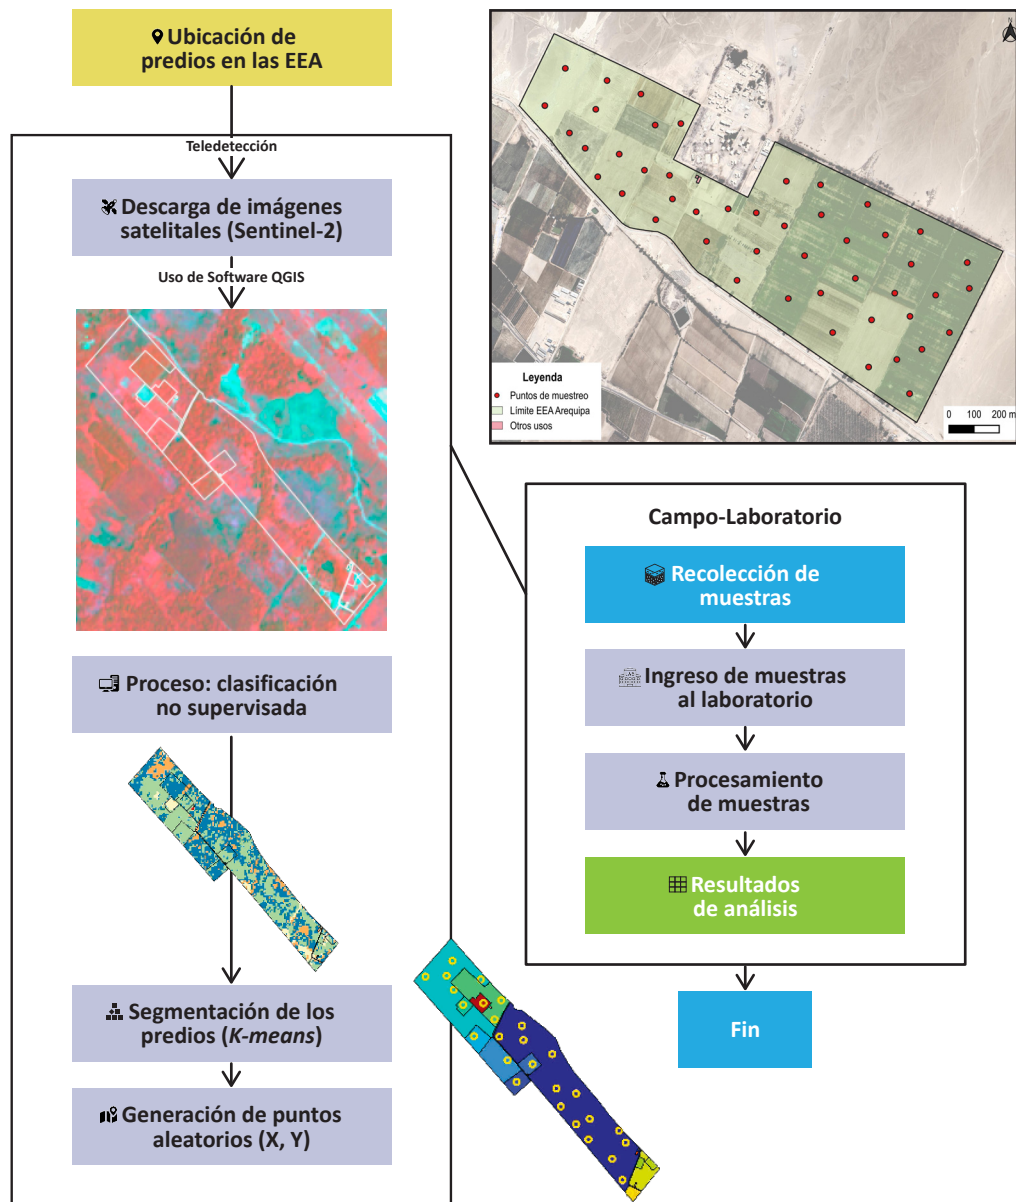 Ubicación de
predios en las EEA
Teledetección
Descarga de imágenes
satelitales (Sentinel-2)
Uso de Software QGIS
Proceso: clasificación
no supervisada
Segmentación de los
predios (K-means)
Generación de puntos
aleatorios (X, Y)
N
Leyenda
Puntos de muestreo
Límite EEA Arequipa
Otros usos
0 100 200 m
Campo-Laboratorio
Recolección de
muestras
Ingreso de muestras
al laboratorio
Procesamiento
de muestras
Resultados
de análisis
Fin